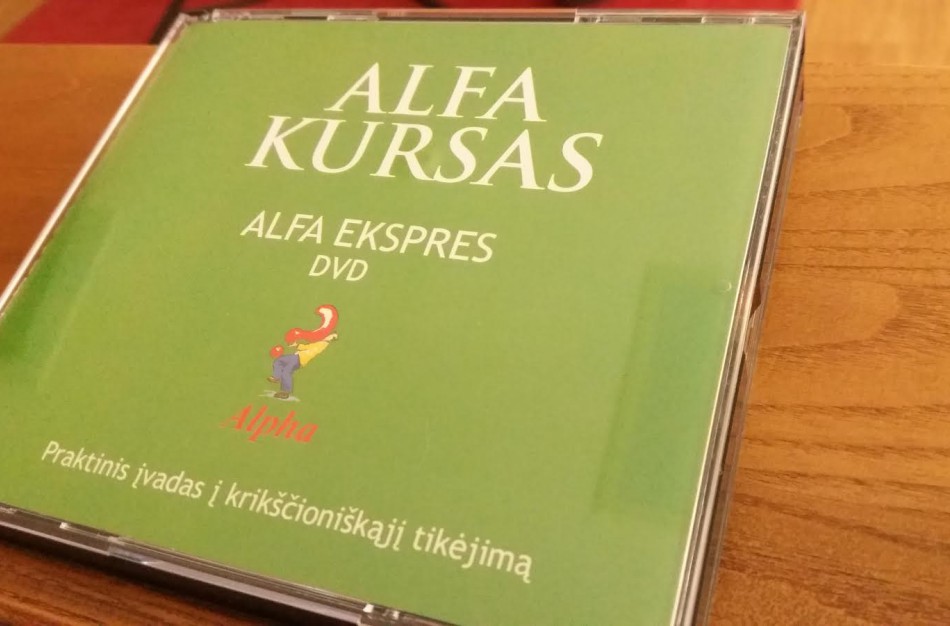 ALFA
KURSAS
ALFA EKSPRES
DVD
Alpha
Praktinis įvadas į krikščioniškąjį tikėjimą